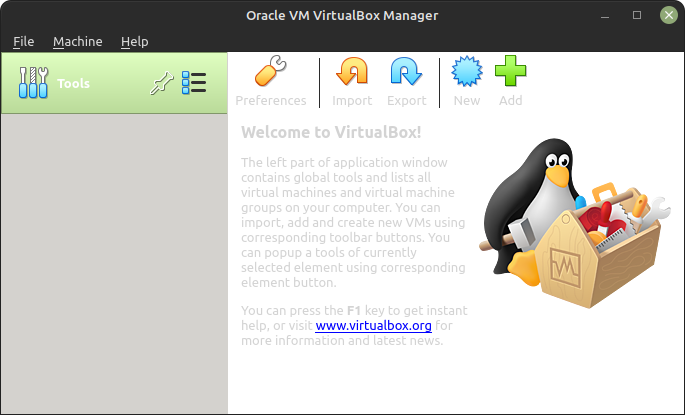 Oracle VM VirtualBox Manager
File Machine Help
Tools
Preferences Import Export New Add
Welcome to VirtualBox!
The left part of application window
contains global tools and lists all
virtual machines and virtual machine
groups on your computer. You can
import, add and create new VMs using
corresponding toolbar buttons. You
can popup a tools of currently
selected element using corresponding
element button.
You can press the F1 key to get instant
help, or visit www.virtualbox.org for
more information and latest news.
VM